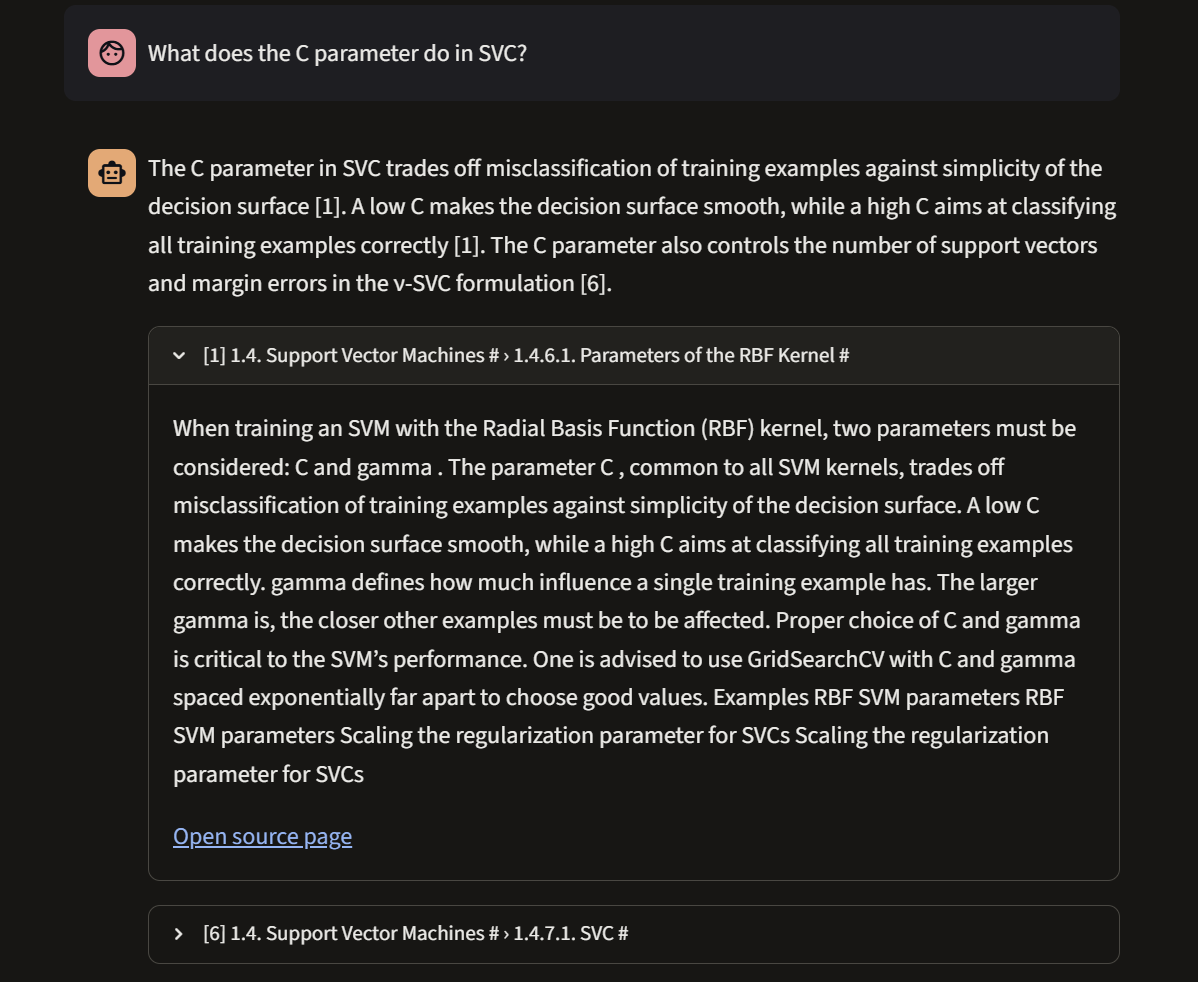 What does the C parameter do in SVC?
The C parameter in SVC trades off misclassification of training examples against simplicity of the
decision surface [1]. A low C makes the decision surface smooth, while a high C aims at classifying
all training examples correctly [1]. The C parameter also controls the number of support vectors
and margin errors in the ν-SVC formulation [6].
[1] 1.4. Support Vector Machines # › 1.4.6.1. Parameters of the RBF Kernel #
When training an SVM with the Radial Basis Function (RBF) kernel, two parameters must be
considered: C and gamma . The parameter C , common to all SVM kernels, trades off
misclassification of training examples against simplicity of the decision surface. A low C
makes the decision surface smooth, while a high C aims at classifying all training examples
correctly. gamma defines how much influence a single training example has. The larger
gamma is, the closer other examples must be to be affected. Proper choice of C and gamma
is critical to the SVM’s performance. One is advised to use GridSearchCV with C and gamma
spaced exponentially far apart to choose good values. Examples RBF SVM parameters RBF
SVM parameters Scaling the regularization parameter for SVCs Scaling the regularization
parameter for SVCs
Open source page
[6] 1.4. Support Vector Machines # › 1.4.7.1. SVC #